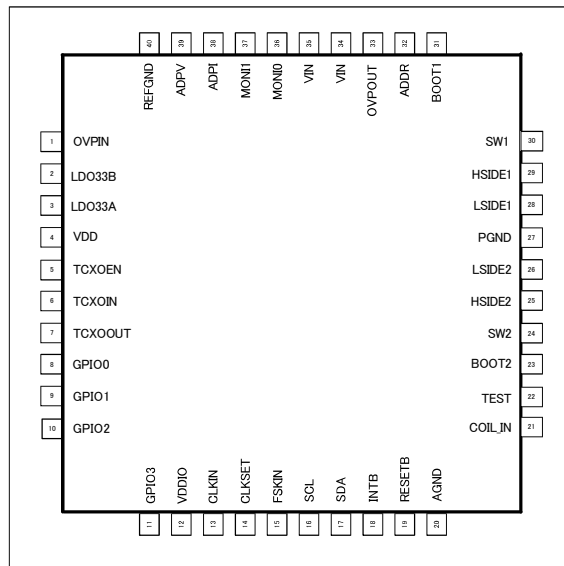 40 39 38 37 36 35 34 33 32 31
REFGND ADPV ADPI MONI1 MONI0 VIN VIN OVPOUT ADDR BOOT1
1 OVPIN SW1 30
2 LDO33B HSIDE1 29
3 LDO33A LSIDE1 28
4 VDD PGND 27
5 TCXOEN LSIDE2 26
6 TCXOIN HSIDE2 25
7 TCXOOUT SW2 24
8 GPIO0 BOOT2 23
9 GPIO1 TEST 22
10 GPIO2 COIL_IN 21
GPIO3 VDDIO CLKIN CLKSET FSKIN SCL SDA INTB RESETB AGND
11 12 13 14 15 16 17 18 19 20